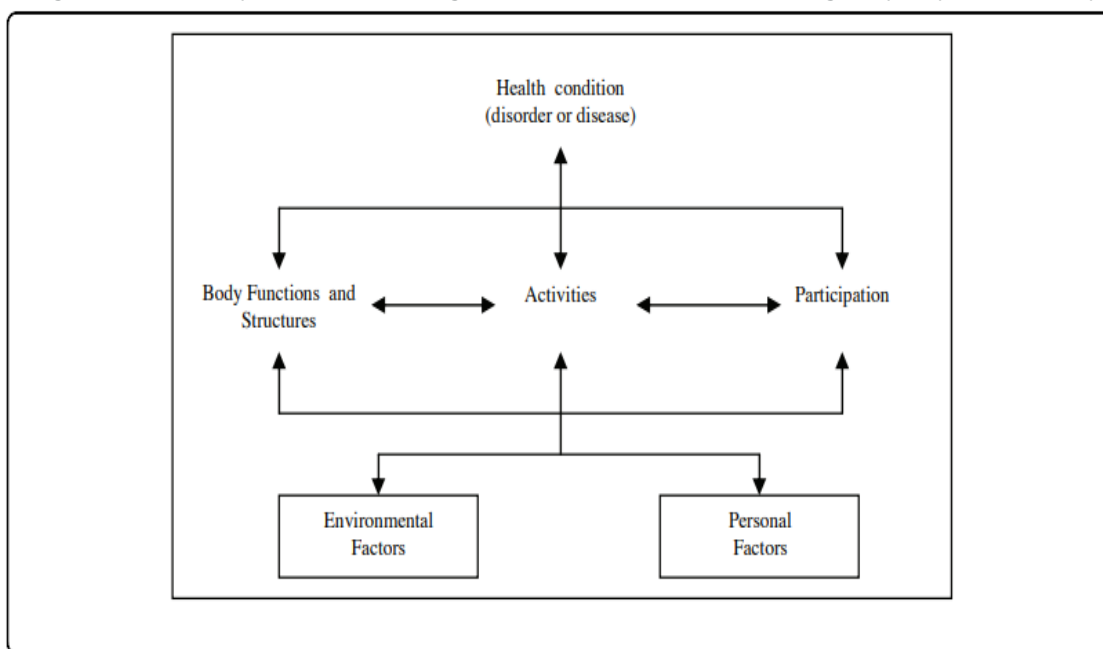 Health condition
(disorder or disease)
Body Functions and
Structures
Activities
Participation
Environmental
Factors
Personal
Factors